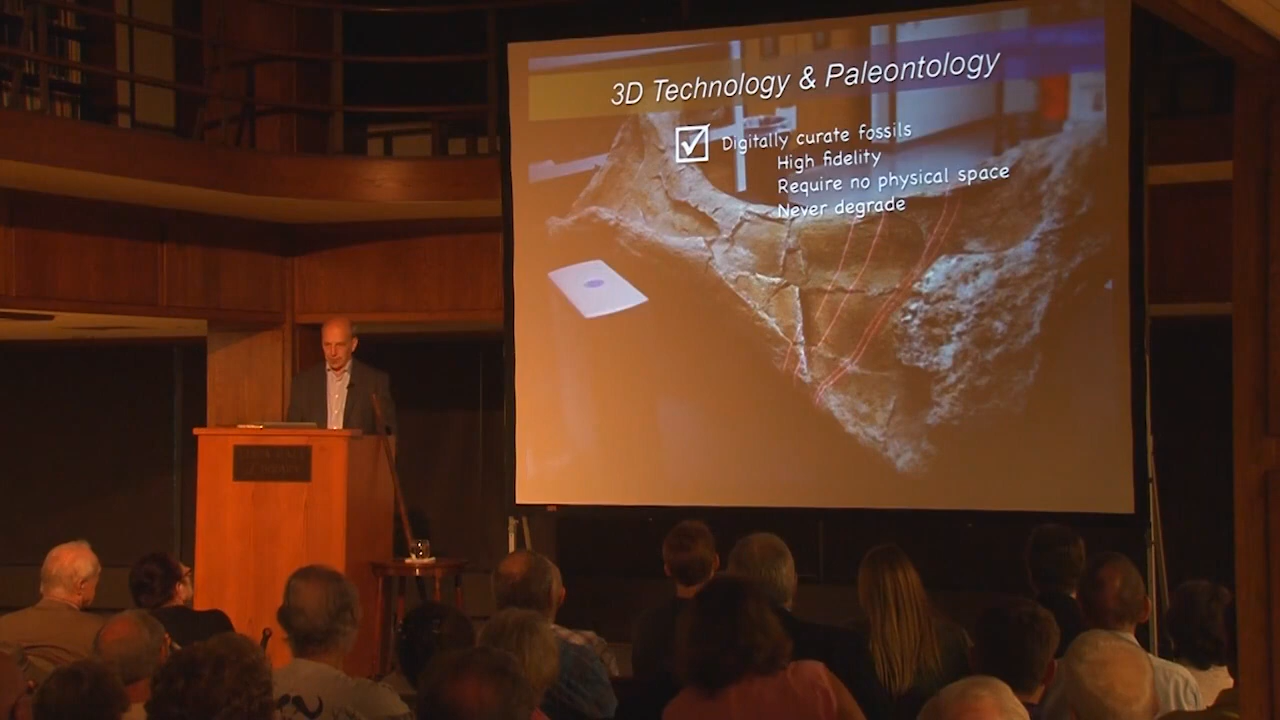 3D Technology & Paleontology
Digitally curate fossils
High fidelity
Require no physical space
Never degrade